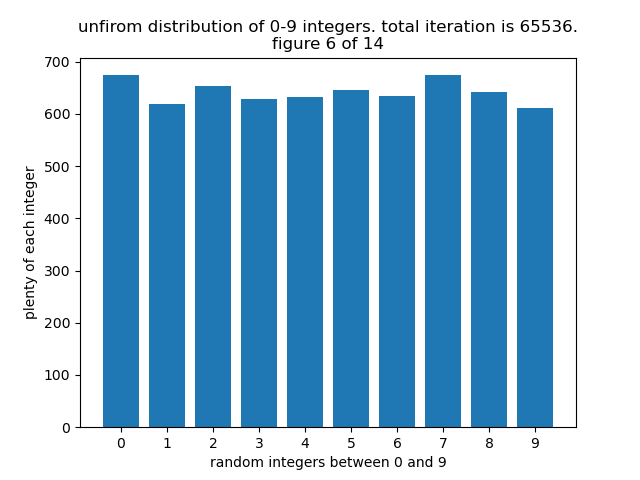 unfirom distribution of 0-9 integers. total iteration is 65536.
figure 6 of 14
700
600
500
400
300
200
100
0
plenty of each integer
0 1 2 3 4 5 6 7 8 9
random integers between 0 and 9